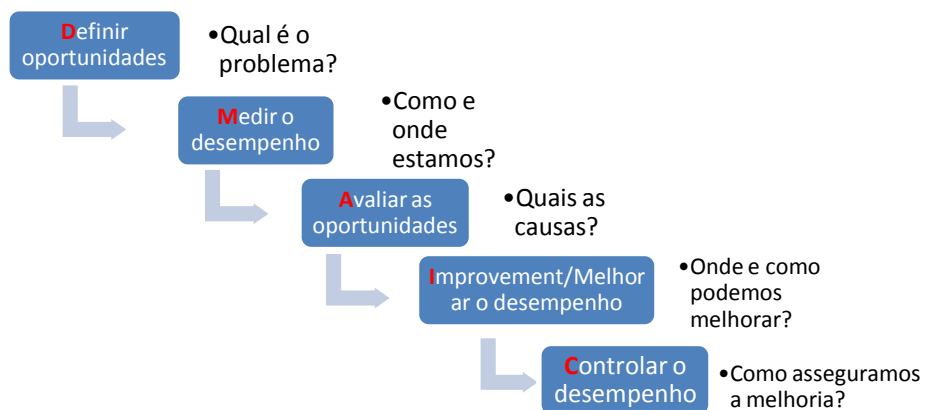 Definir
oportunidades
•Qual é o
problema?
Medir o
desempenho
•Como e
onde
estamos?
Avaliar as
oportunidades
•Quais as
causas?
Improvement/Melhor
ar o desempenho
•Onde e como
podemos
melhorar?
Controlar o
desempenho
•Como asseguramos
a melhoria?